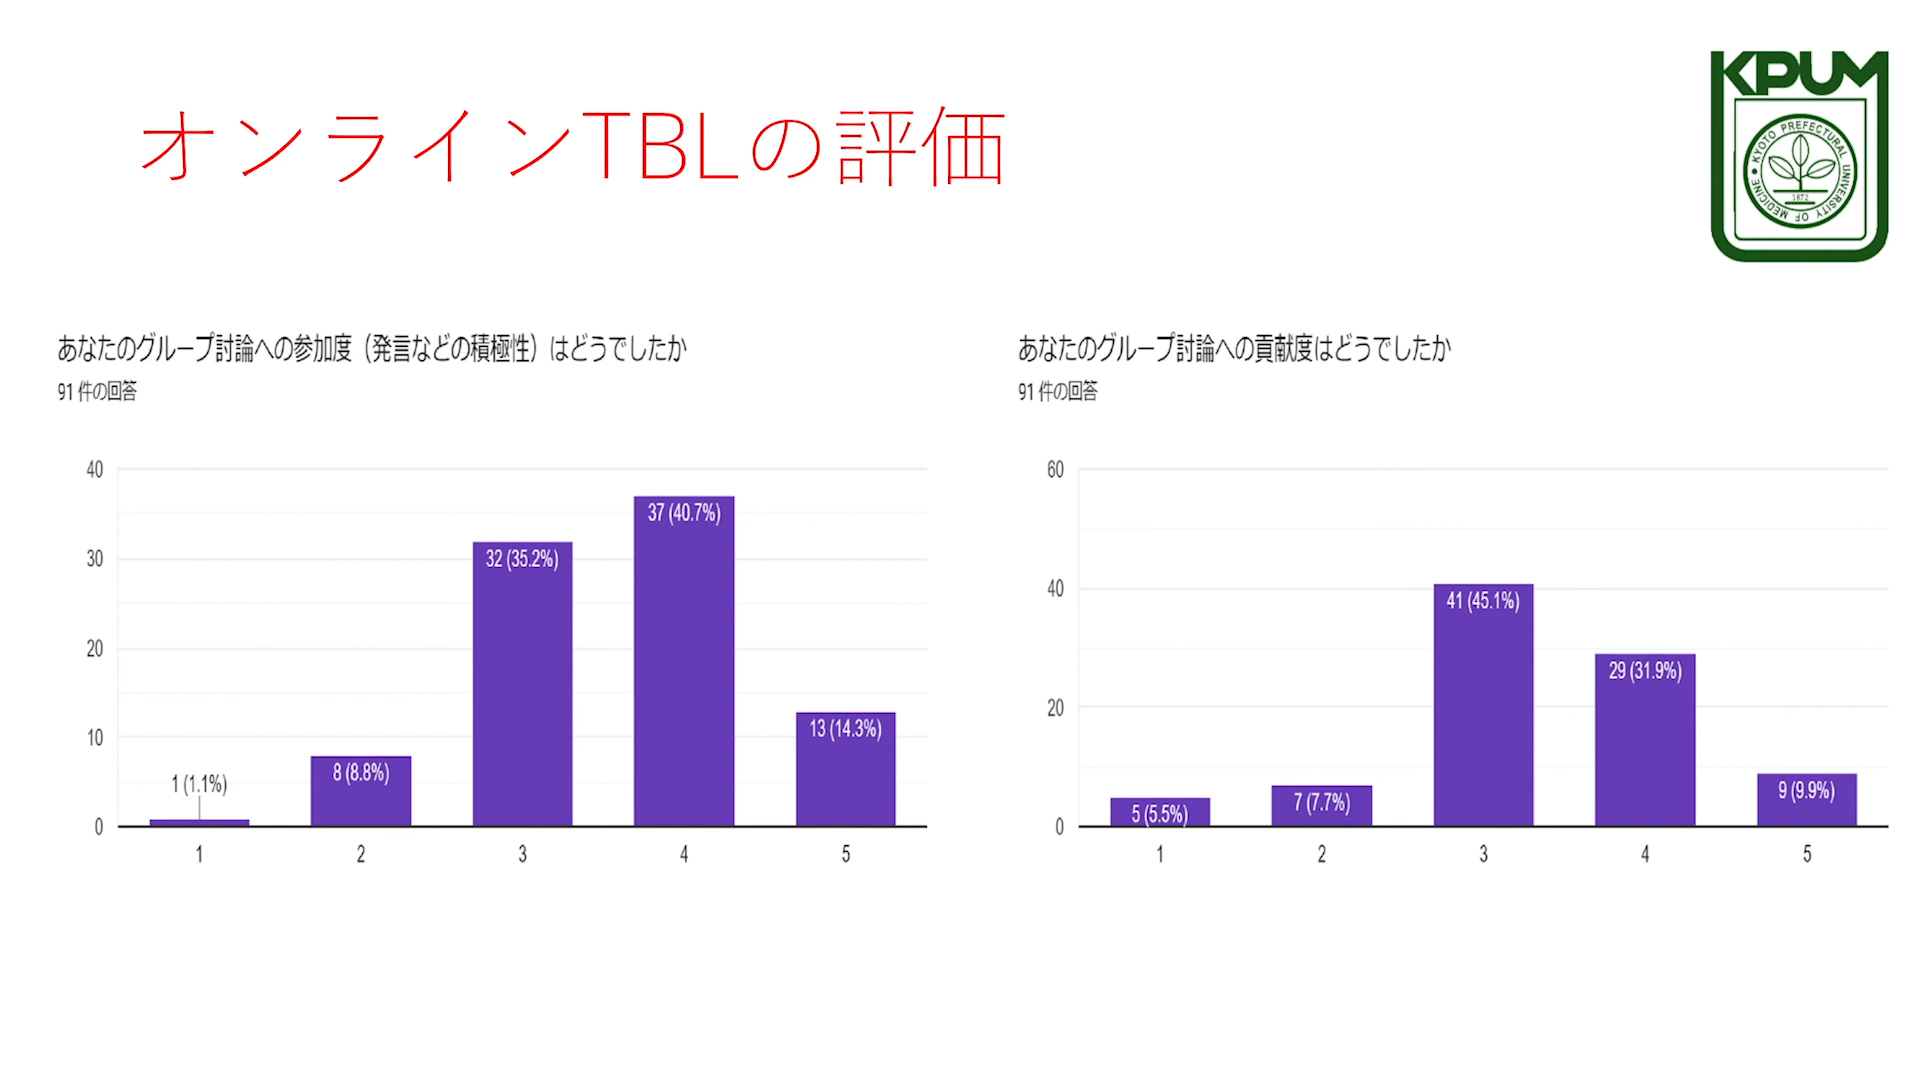 オンラインTBLの評価
KPUM
KYOTO PREFECTURAL UNIVERSITY OF MEDICINE
1872
あなたのグループ討論への参加度（発言などの積極性）はどうでしたか
91 件の回答
40
30
20
10
0
1 (1.1%)
8 (8.8%)
32 (35.2%)
37 (40.7%)
13 (14.3%)
1 2 3 4 5
あなたのグループ討論への貢献度はどうでしたか
91 件の回答
60
40
20
0
5 (5.5%)
7 (7.7%)
41 (45.1%)
29 (31.9%)
9 (9.9%)
1 2 3 4 5